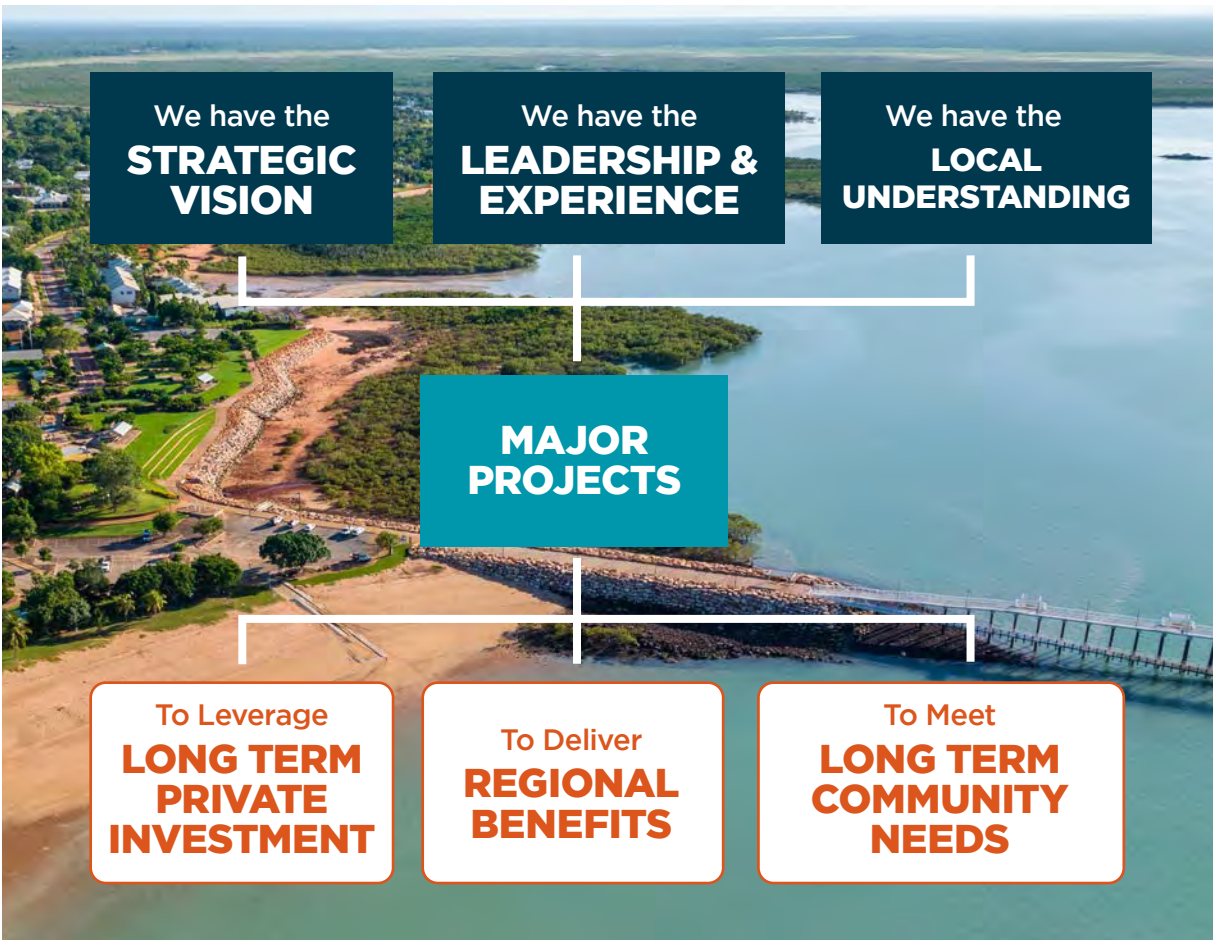 We have the
STRATEGIC
VISION
We have the
LEADERSHIP &
EXPERIENCE
We have the
LOCAL
UNDERSTANDING
MAJOR
PROJECTS
To Leverage
LONG TERM
PRIVATE
INVESTMENT
To Deliver
REGIONAL
BENEFITS
To Meet
LONG TERM
COMMUNITY
NEEDS